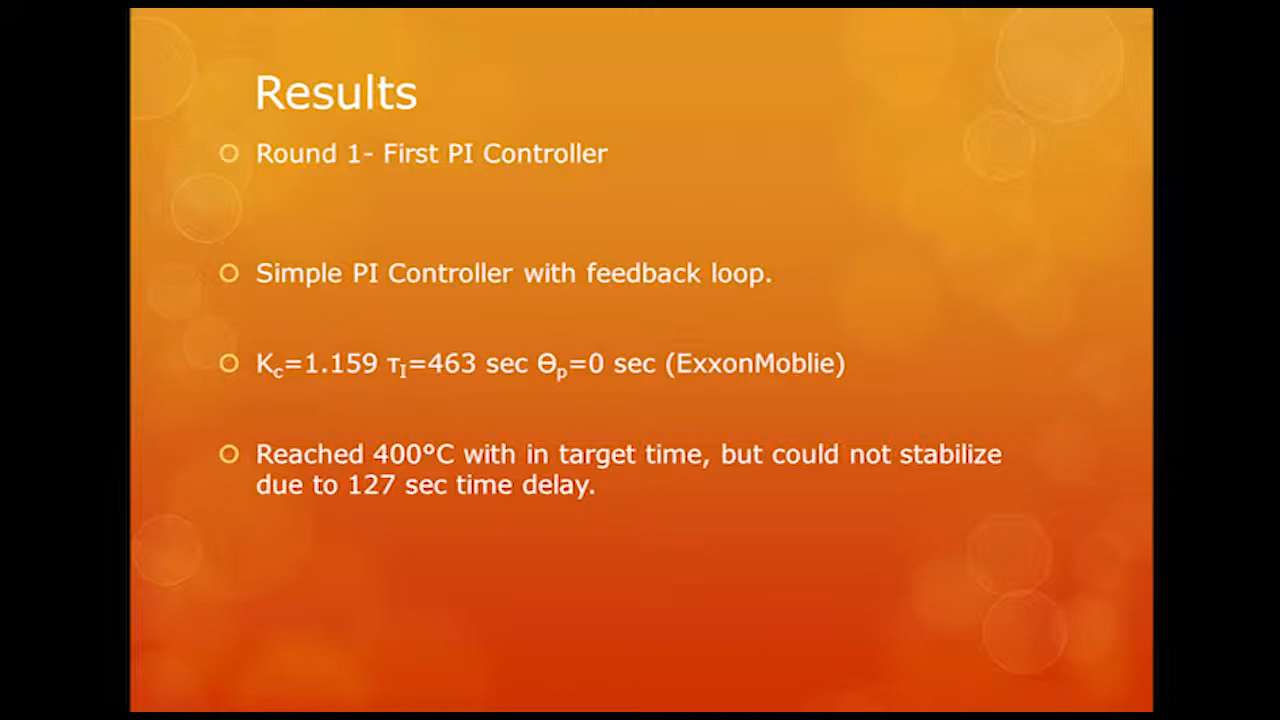 Results
Round 1- First PI Controller
Simple PI Controller with feedback loop.
Kc=1.159 τI=463 sec ϴp=0 sec (ExxonMoblie)
Reached 400°C with in target time, but could not stabilize
due to 127 sec time delay.